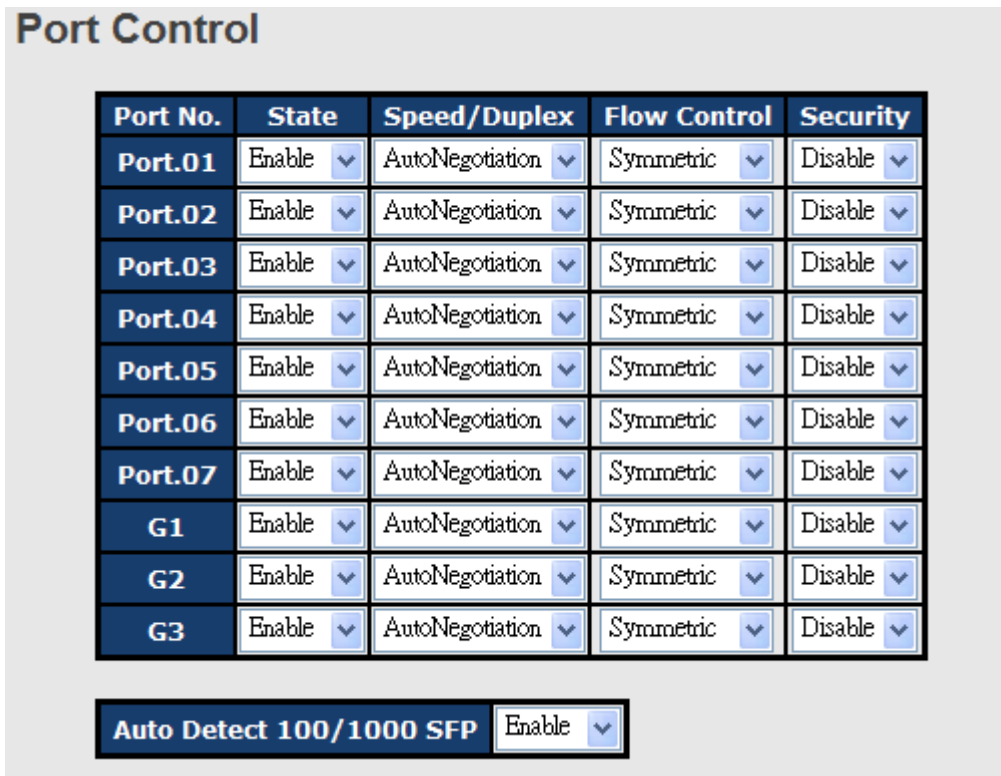 Port Control
Port No. State Speed/Duplex Flow Control Security
Port.01 Enable AutoNegotiation Symmetric Disable
Port.02 Enable AutoNegotiation Symmetric Disable
Port.03 Enable AutoNegotiation Symmetric Disable
Port.04 Enable AutoNegotiation Symmetric Disable
Port.05 Enable AutoNegotiation Symmetric Disable
Port.06 Enable AutoNegotiation Symmetric Disable
Port.07 Enable AutoNegotiation Symmetric Disable
G1 Enable AutoNegotiation Symmetric Disable
G2 Enable AutoNegotiation Symmetric Disable
G3 Enable AutoNegotiation Symmetric Disable
Auto Detect 100/1000 SFP Enable